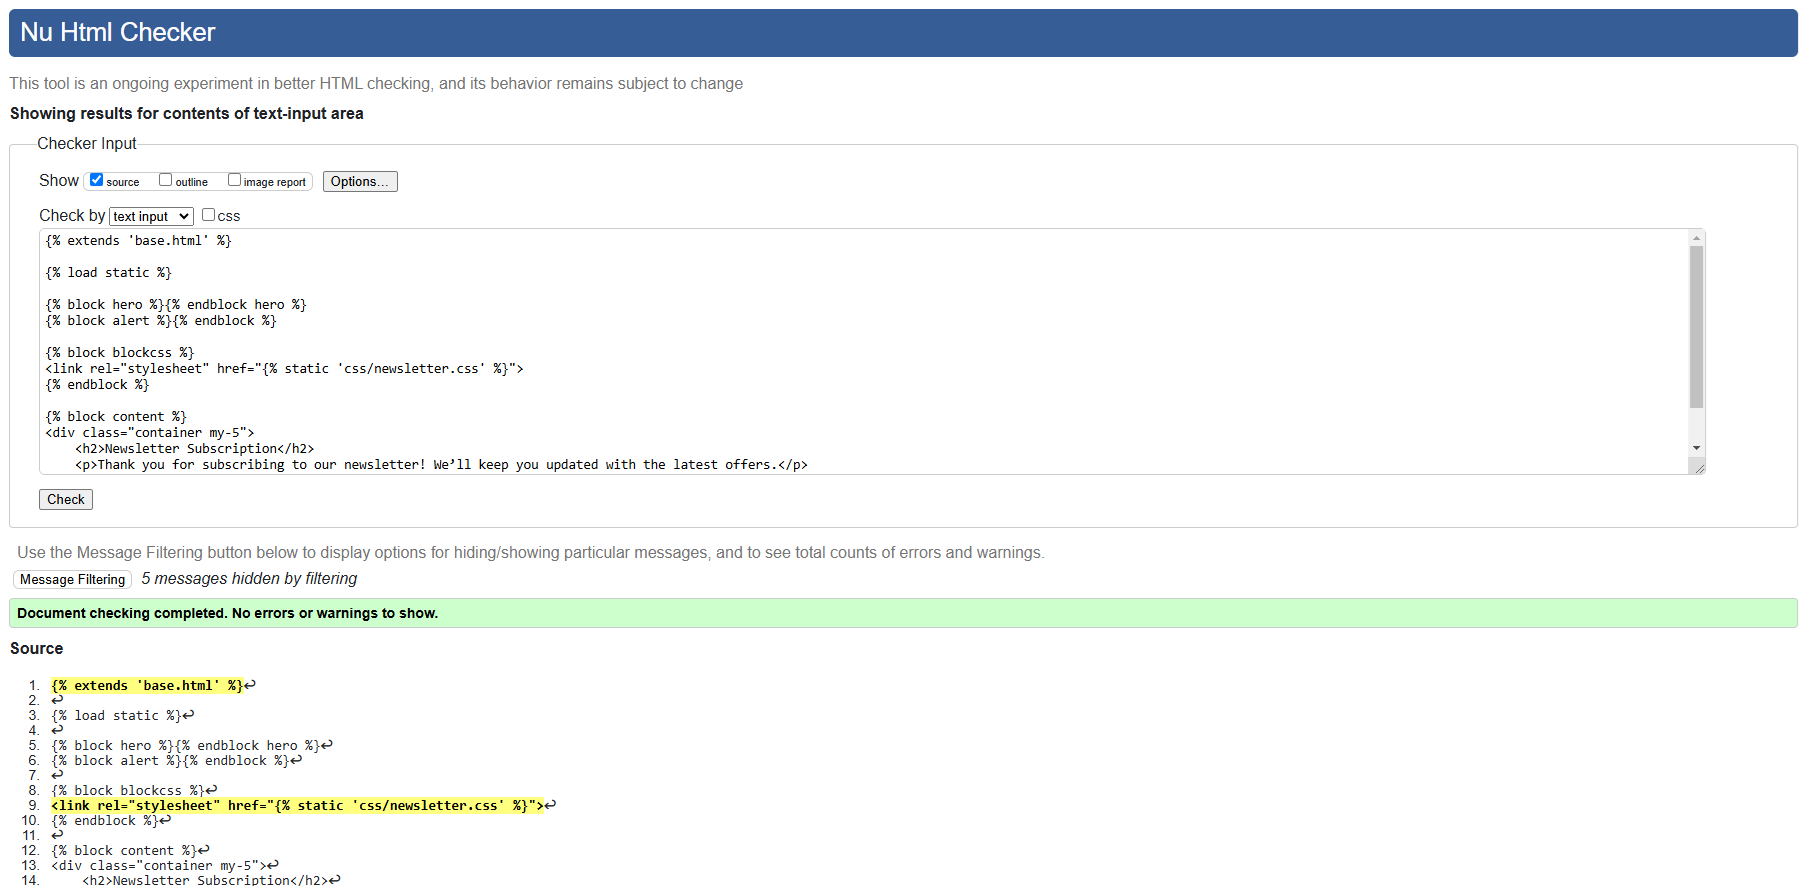 Nu Html Checker
This tool is an ongoing experiment in better HTML checking, and its behavior remains subject to change
Showing results for contents of text-input area
Checker Input
Show source outline image report Options...
Check by text input css
{% extends 'base.html' %}
{% load static %}
{% block hero %}{% endblock hero %}
{% block alert %}{% endblock %}
{% block blockcss %}
<link rel="stylesheet" href="{% static 'css/newsletter.css' %}">
{% endblock %}
{% block content %}
<div class="container my-5">
    <h2>Newsletter Subscription</h2>
    <p>Thank you for subscribing to our newsletter! We’ll keep you updated with the latest offers.</p>
Check
Use the Message Filtering button below to display options for hiding/showing particular messages, and to see total counts of errors and warnings.
Message Filtering 5 messages hidden by filtering
Document checking completed. No errors or warnings to show.
Source
1. {% extends 'base.html' %}↩
2. ↩
3. {% load static %}↩
4. ↩
5. {% block hero %}{% endblock hero %}↩
6. {% block alert %}{% endblock %}↩
7. ↩
8. {% block blockcss %}↩
9. <link rel="stylesheet" href="{% static 'css/newsletter.css' %}">↩
10. {% endblock %}↩
11. ↩
12. {% block content %}↩
13. <div class="container my-5">↩
14.     <h2>Newsletter Subscription</h2>↩